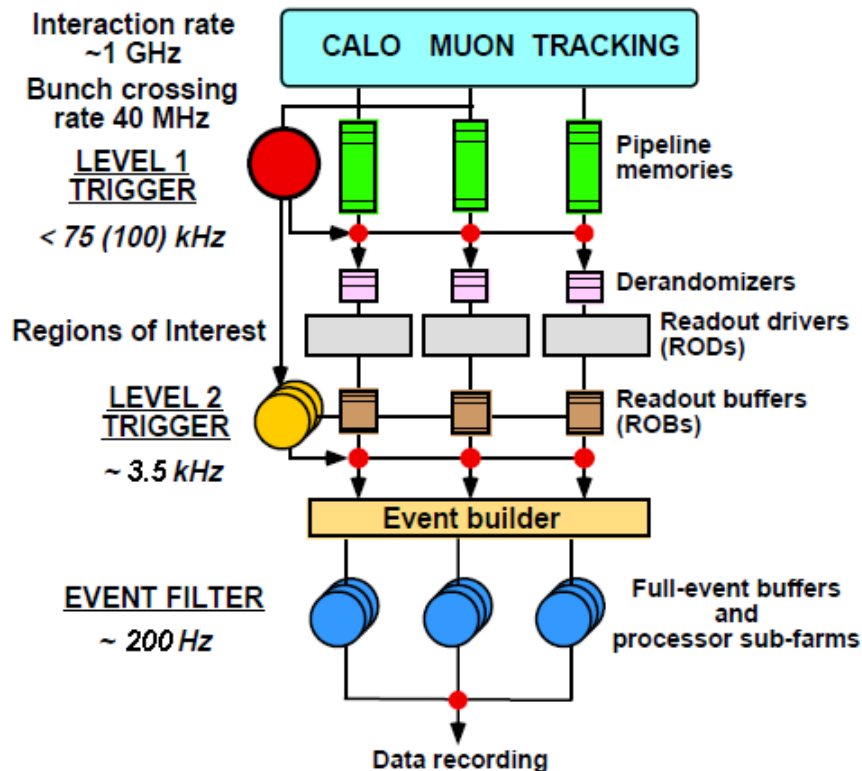 Interaction rate
~1 GHz
CALO MUON TRACKING
Bunch crossing
rate 40 MHz
LEVEL 1
TRIGGER
Pipeline
memories
< 75 (100) kHz
Derandomizers
Regions of Interest
Readout drivers
(RODs)
LEVEL 2
TRIGGER
Readout buffers
(ROBs)
~ 3.5 kHz
Event builder
EVENT FILTER
~ 200 Hz
Full-event buffers
and
processor sub-farms
Data recording